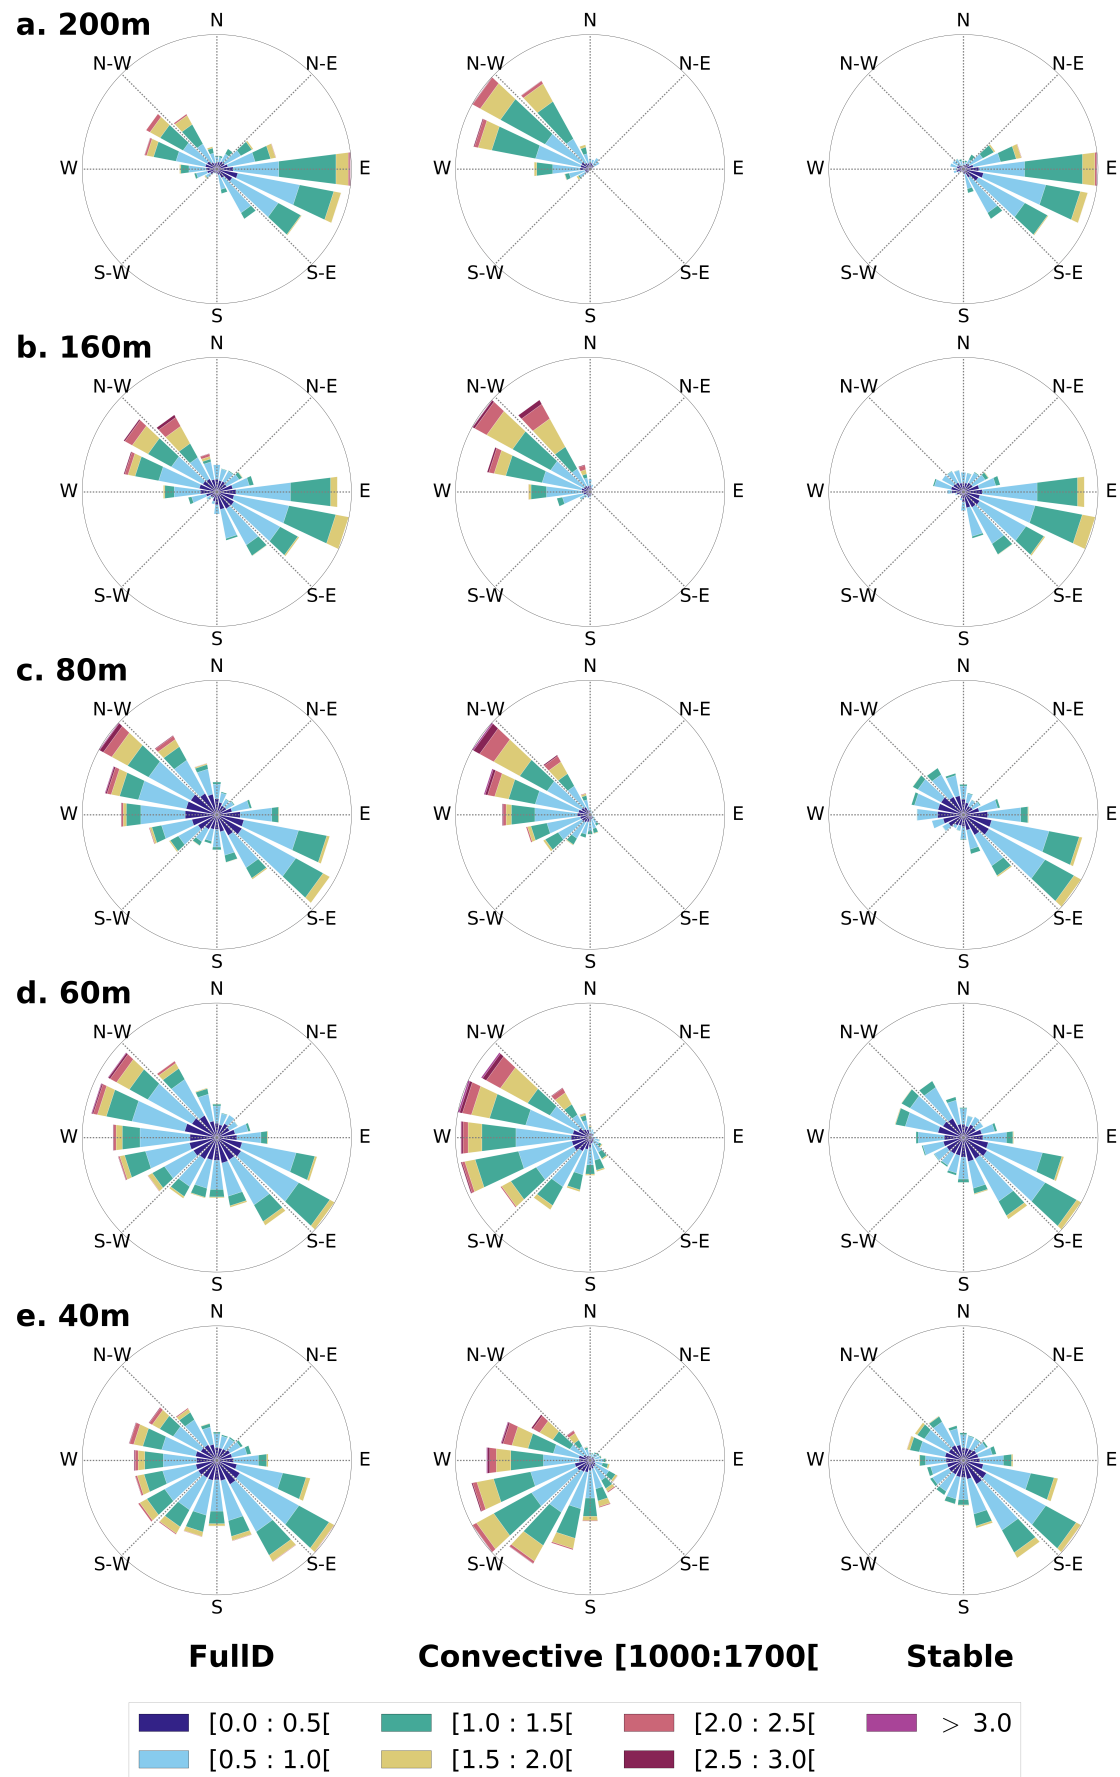 a. 200m
N N N
N-W N-E N-W N-E N-W N-E
W E W E W E
S-W S-E S-W S-E S-W S-E
S S S
b. 160m
N N N
N-W N-E N-W N-E N-W N-E
W E W E W E
S-W S-E S-W S-E S-W S-E
S S S
c. 80m
N N N
N-W N-E N-W N-E N-W N-E
W E W E W E
S-W S-E S-W S-E S-W S-E
S S S
d. 60m
N N N
N-W N-E N-W N-E N-W N-E
W E W E W E
S-W S-E S-W S-E S-W S-E
S S S
e. 40m
N N N
N-W N-E N-W N-E N-W N-E
W E W E W E
S-W S-E S-W S-E S-W S-E
S S S
FullD Convective [1000:1700[ Stable
[0.0 : 0.5[ [1.0 : 1.5[ [2.0 : 2.5[ > 3.0
[0.5 : 1.0[ [1.5 : 2.0[ [2.5 : 3.0[